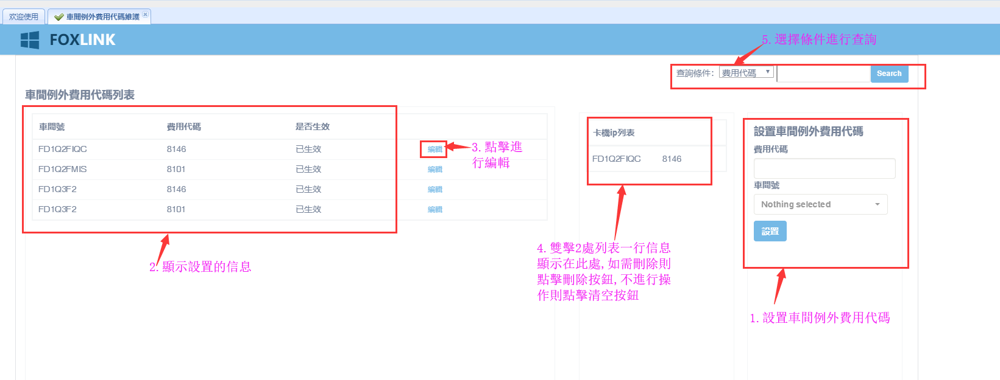 欢迎使用
車間例外費用代碼維護
FOXLINK
5.選擇條件進行查詢
查詢條件: 費用代碼 Search
車間例外費用代碼列表
車間號 費用代碼 是否生效
FD1Q2FIQC 8146 已生效 編輯
FD1Q2FMIS 8101 已生效 編輯
FD1Q3F2 8146 已生效 編輯
FD1Q3F2 8101 已生效 編輯
3.點擊進
行編輯
2.顯示設置的信息
卡機ip列表
FD1Q2FIQC 8146
4.雙擊2處列表一行信息
顯示在此處,如需刪除則
點擊刪除按鈕,不進行操
作則點擊清空按鈕
設置車間例外費用代碼
費用代碼
車間號
Nothing selected
設置
1.設置車間例外費用代碼